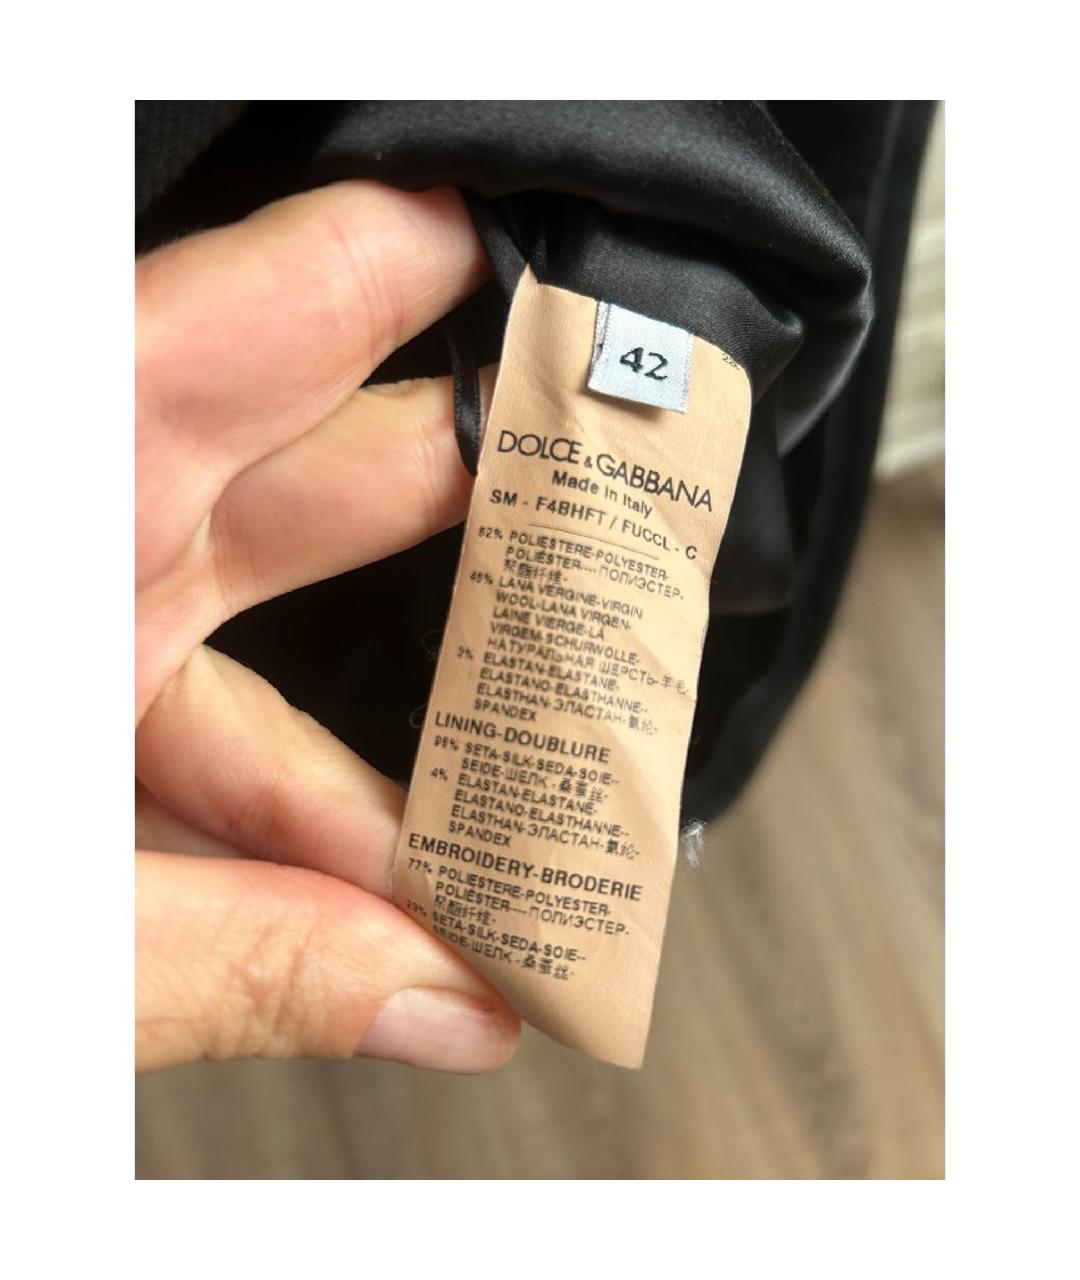 42
DOLCE & GABBANA
Made in Italy
SM - F4BHFT / FUCCL - C
52% POLIESTERE-POLYESTER-
POLIÉSTER----ПОЛИЭСТЕР-
聚酯纤维-
45% LANA VERGINE-VIRGIN
WOOL-LANA VIRGEN-
LAINE VIERGE-LÃ
VIRGEM-SCHURWOLLE-
НАТУРАЛЬНАЯ ШЕРСТЬ-羊毛-
3% ELASTAN-ELASTANE-
ELASTANO-ELASTHANNE--
ELASTHAN-ЭЛАСТАН-氨纶-
SPANDEX
LINING-DOUBLURE
96% SETA-SILK-SEDA-SOIE--
SEIDE-ШЕЛК-桑蚕丝-
4% ELASTAN-ELASTANE-
ELASTANO-ELASTHANNE--
ELASTHAN-ЭЛАСТАН-氨纶-
SPANDEX
EMBROIDERY-BRODERIE
77% POLIESTERE-POLYESTER-
POLIÉSTER----ПОЛИЭСТЕР-
聚酯纤维-
23% SETA-SILK-SEDA-SOIE--
SEIDE-ШЕЛК-桑蚕丝-